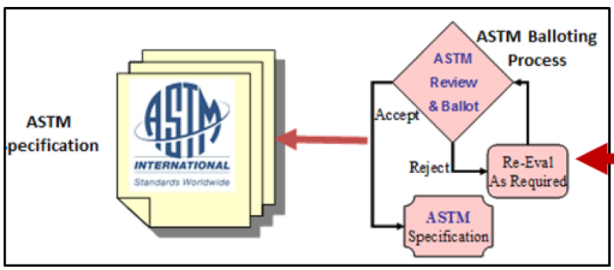 ASTM Balloting
Process
ASTM
Review
& Ballot
Accept
Reject
Re-Eval
As Required
ASTM
Specification
ASTM
pecification
ASTM
INTERNATIONAL
Standards Worldwide